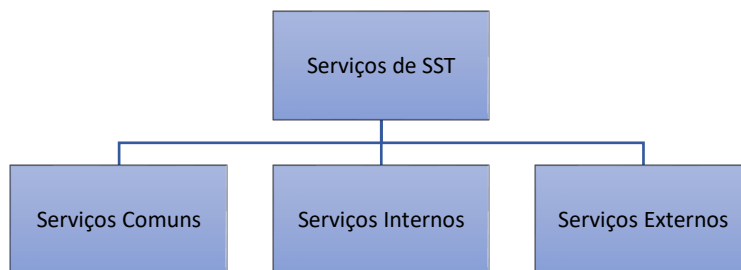 Serviços de SST
Serviços Comuns
Serviços Internos
Serviços Externos